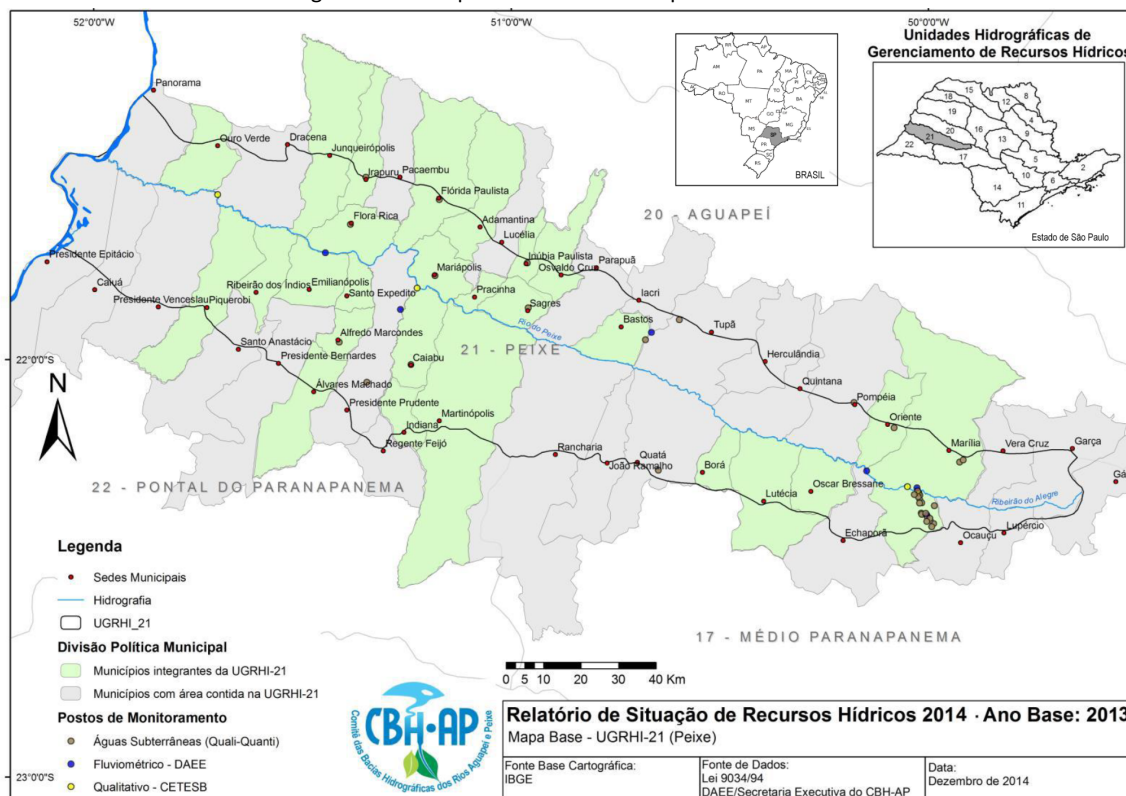 52°0'0"W
51°0'0"W
50°0'0"W
Unidades Hidrográficas de
Gerenciamento de Recursos Hídricos
BRASIL
Estado de São Paulo
Panorama
Ouro Verde
Dracena
Junqueirópolis
Irapuru
Pacaembu
Flórida Paulista
Flora Rica
Adamantina
Lucélia
20 - AGUAPEÍ
Presidente Epitácio
Caiuá
Inúbia Paulista
Osvaldo Cruz
Parapuã
Mariápolis
Ribeirão dos Índios
Emilianópolis
Santo Expedito
Pracinha
Iacri
Presidente Venceslau
Piquerobi
Sagres
Rio do Peixe
Bastos
Tupã
Alfredo Marcondes
21 - PEIXE
Santo Anastácio
22°0'0"S
Presidente Bernardes
Caiabu
Herculândia
N
Álvares Machado
Quintana
Presidente Prudente
Pompéia
Martinópolis
Indiana
Oriente
Regente Feijó
Rancharia
Quatá
João Ramalho
Marília
Vera Cruz
Garça
Borá
22 - PONTAL DO PARANAPANEMA
Oscar Bressane
Lutécia
Ribeirão do Alegre
Echaporã
Ocauçu
Lupércio
17 - MÉDIO PARANAPANEMA
Legenda
Sedes Municipais
Hidrografia
UGRHI_21
Divisão Política Municipal
Municípios integrantes da UGRHI-21
Municípios com área contida na UGRHI-21
Postos de Monitoramento
Águas Subterrâneas (Quali-Quanti)
Fluviométrico - DAEE
Qualitativo - CETESB
23°0'0"S
0 5 10 20 30 40 Km
CBH-AP
Comitê das Bacias Hidrográficas dos Rios Aguapeí e Peixe
Relatório de Situação de Recursos Hídricos 2014 - Ano Base: 2013
Mapa Base - UGRHI-21 (Peixe)
Fonte Base Cartográfica:
IBGE
Fonte de Dados:
Lei 9034/94
DAEE/Secretaria Executiva do CBH-AP
Data:
Dezembro de 2014